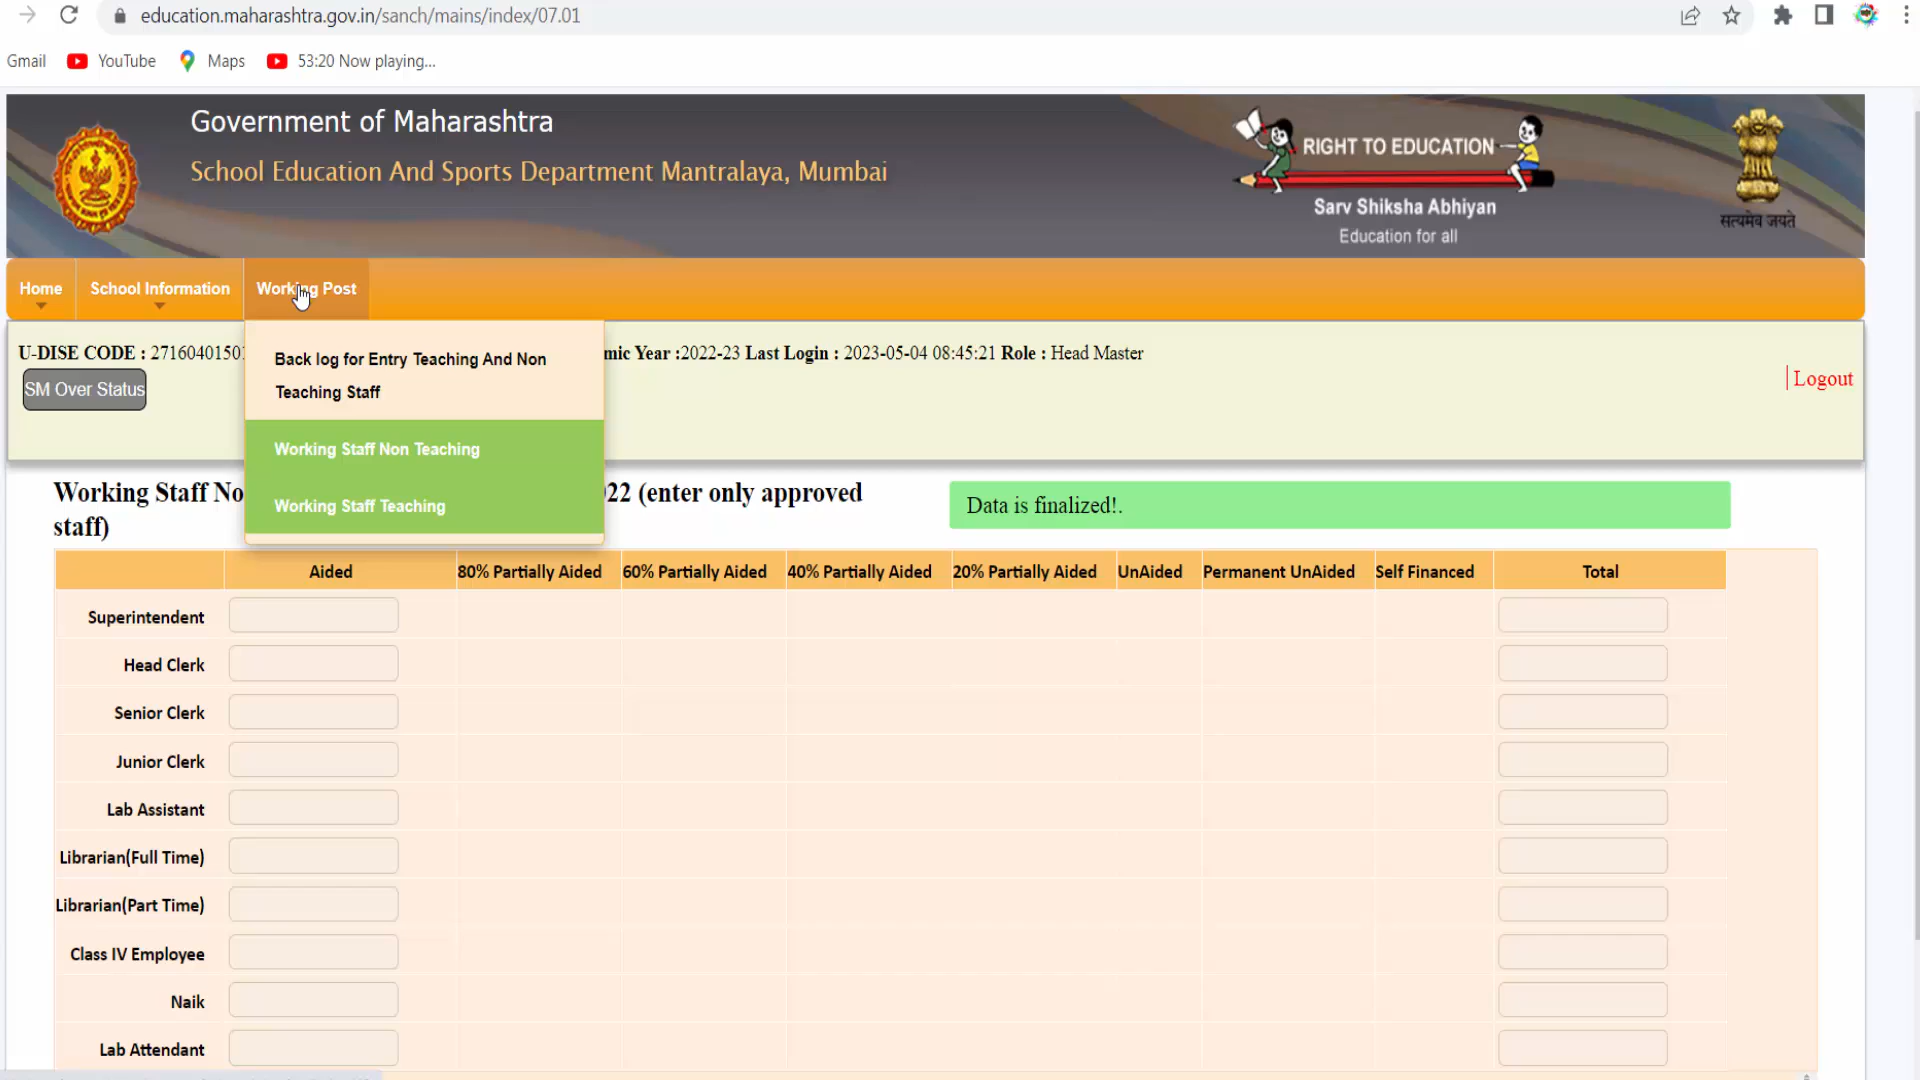 education.maharashtra.gov.in/sanch/mains/index/07.01
Gmail YouTube Maps 53:20 Now playing...
Government of Maharashtra
School Education And Sports Department Mantralaya, Mumbai
RIGHT TO EDUCATION
Sarv Shiksha Abhiyan
Education for all
सत्यमेव जयते
Home School Information Working Post
U-DISE CODE : 2716040150 mic Year :2022-23 Last Login : 2023-05-04 08:45:21 Role : Head Master
SM Over Status
Logout
Back log for Entry Teaching And Non
Teaching Staff
Working Staff Non Teaching
Working Staff Teaching
Working Staff No 22 (enter only approved
staff)
Data is finalized!.
Aided 80% Partially Aided 60% Partially Aided 40% Partially Aided 20% Partially Aided UnAided Permanent UnAided Self Financed Total
Superintendent
Head Clerk
Senior Clerk
Junior Clerk
Lab Assistant
Librarian(Full Time)
Librarian(Part Time)
Class IV Employee
Naik
Lab Attendant